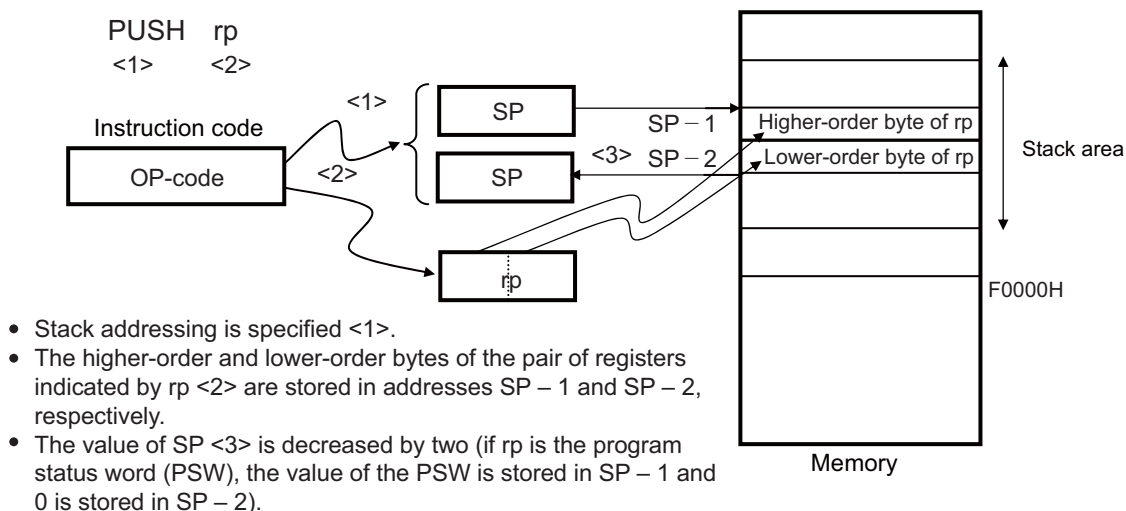 PUSH rp
<1> <2>
<1>
SP
SP – 1
Higher-order byte of rp
Instruction code
OP-code
<2>
SP
<3>
SP – 2
Lower-order byte of rp
Stack area
rp
F0000H
Memory
• Stack addressing is specified <1>.
• The higher-order and lower-order bytes of the pair of registers
indicated by rp <2> are stored in addresses SP – 1 and SP – 2,
respectively.
• The value of SP <3> is decreased by two (if rp is the program
status word (PSW), the value of the PSW is stored in SP – 1 and
0 is stored in SP – 2).